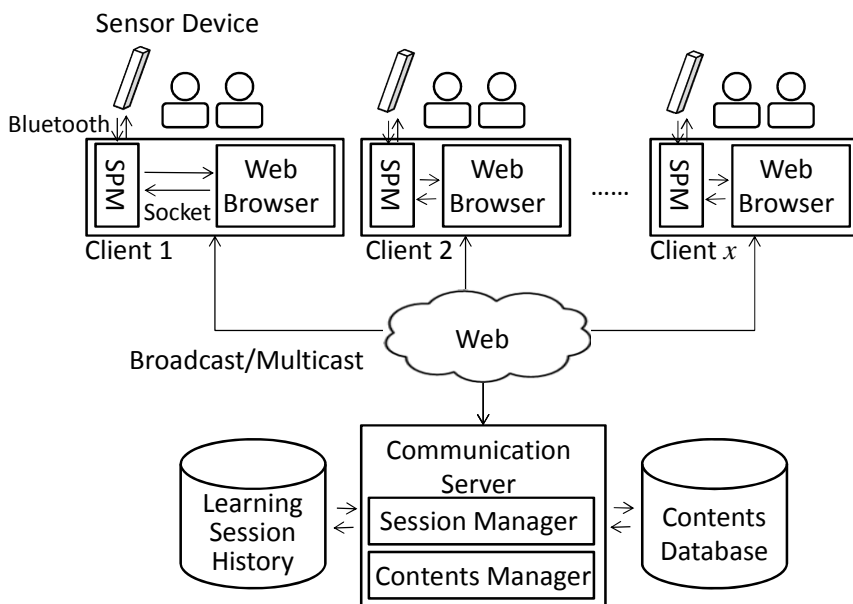 Sensor Device
Bluetooth
SPM
Socket
Web
Browser
Client 1
SPM
Web
Browser
Client 2
......
SPM
Web
Browser
Client x
Web
Broadcast/Multicast
Communication
Server
Session Manager
Contents Manager
Learning
Session
History
Contents
Database